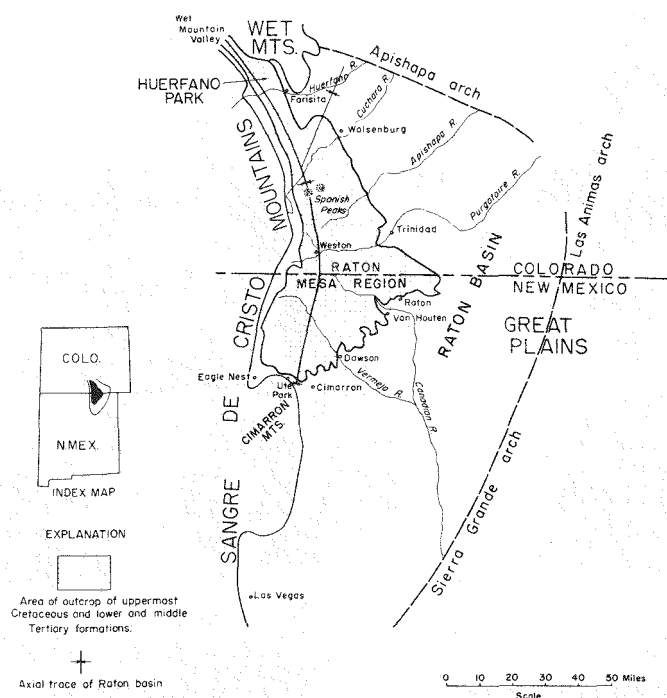 Wet
Mountain
Valley
WET
MTS.
Apishapa arch
HUERFANO
PARK
Huerfano R.
Farisita
Cuchara R.
Walsenburg
Apishapa R.
MOUNTAINS
Spanish
Peaks
Purgatoire R.
Las Animas arch
Trinidad
Weston
RATON BASIN
RATON
MESA REGION
COLORADO
NEW MEXICO
CRISTO
Raton
Van Houten
GREAT
PLAINS
COLO.
Dawson
Eagle Nest
Ute
Park
Cimarron
Vermejo R.
Canadian R.
CIMARRON
MTS.
DE
N.MEX.
INDEX MAP
Sierra Grande arch
EXPLANATION
SANGRE
Area of outcrop of uppermost
Cretaceous and lower and middle
Tertiary formations.
Las Vegas
Axial trace of Raton basin
0 10 20 30 40 50 Miles
Scale